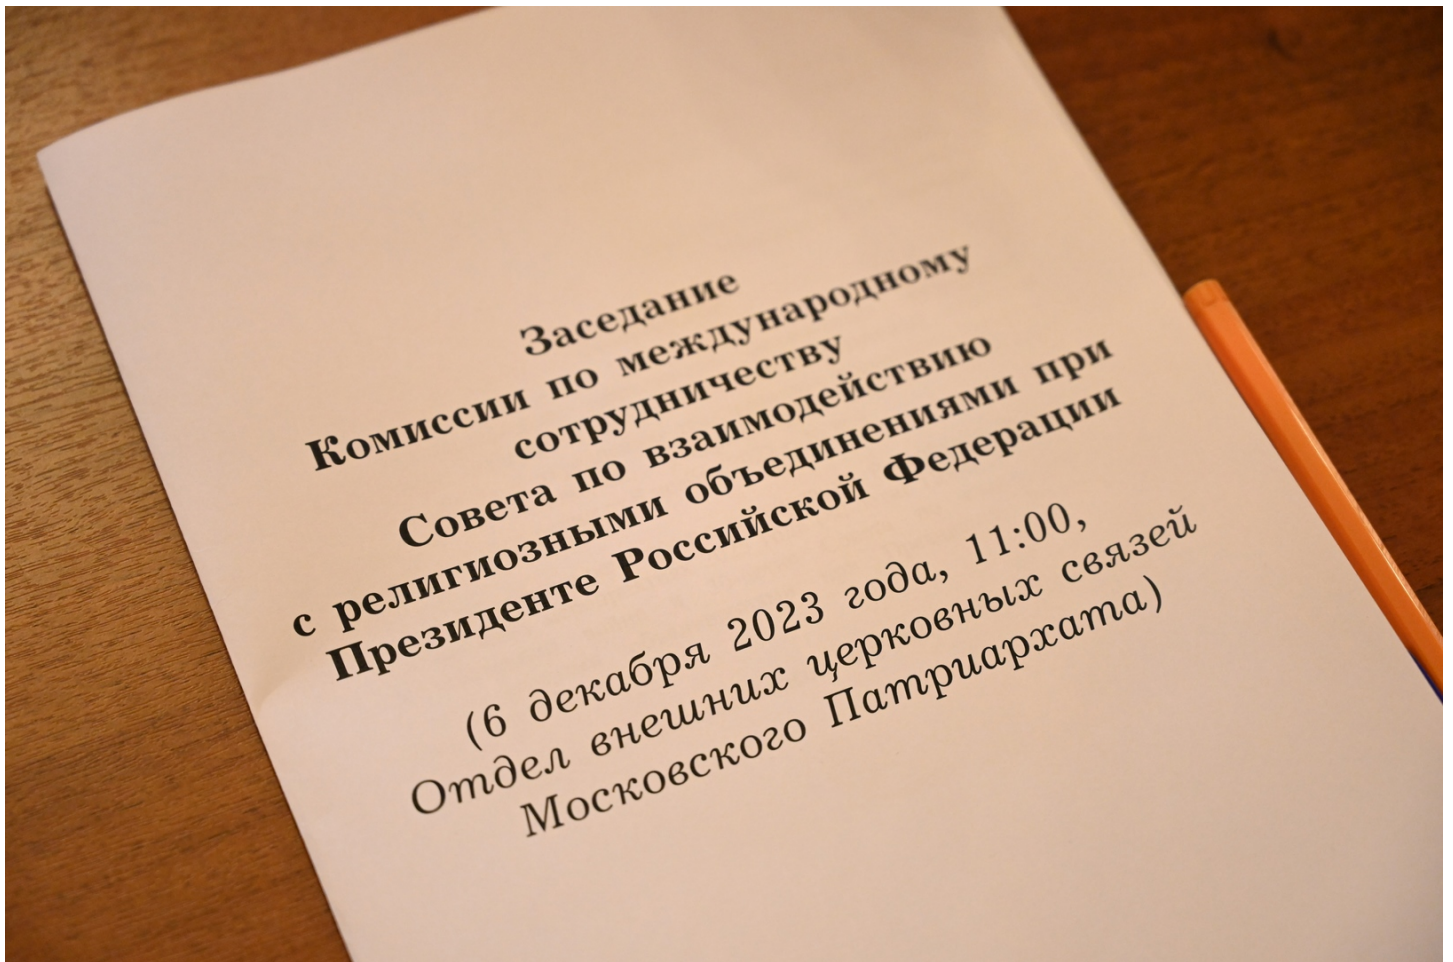 Заседание
Комиссии по международному
сотрудничеству
Совета по взаимодействию
с религиозными объединениями при
Президенте Российской Федерации
(6 декабря 2023 года, 11:00,
Отдел внешних церковных связей
Московского Патриархата)